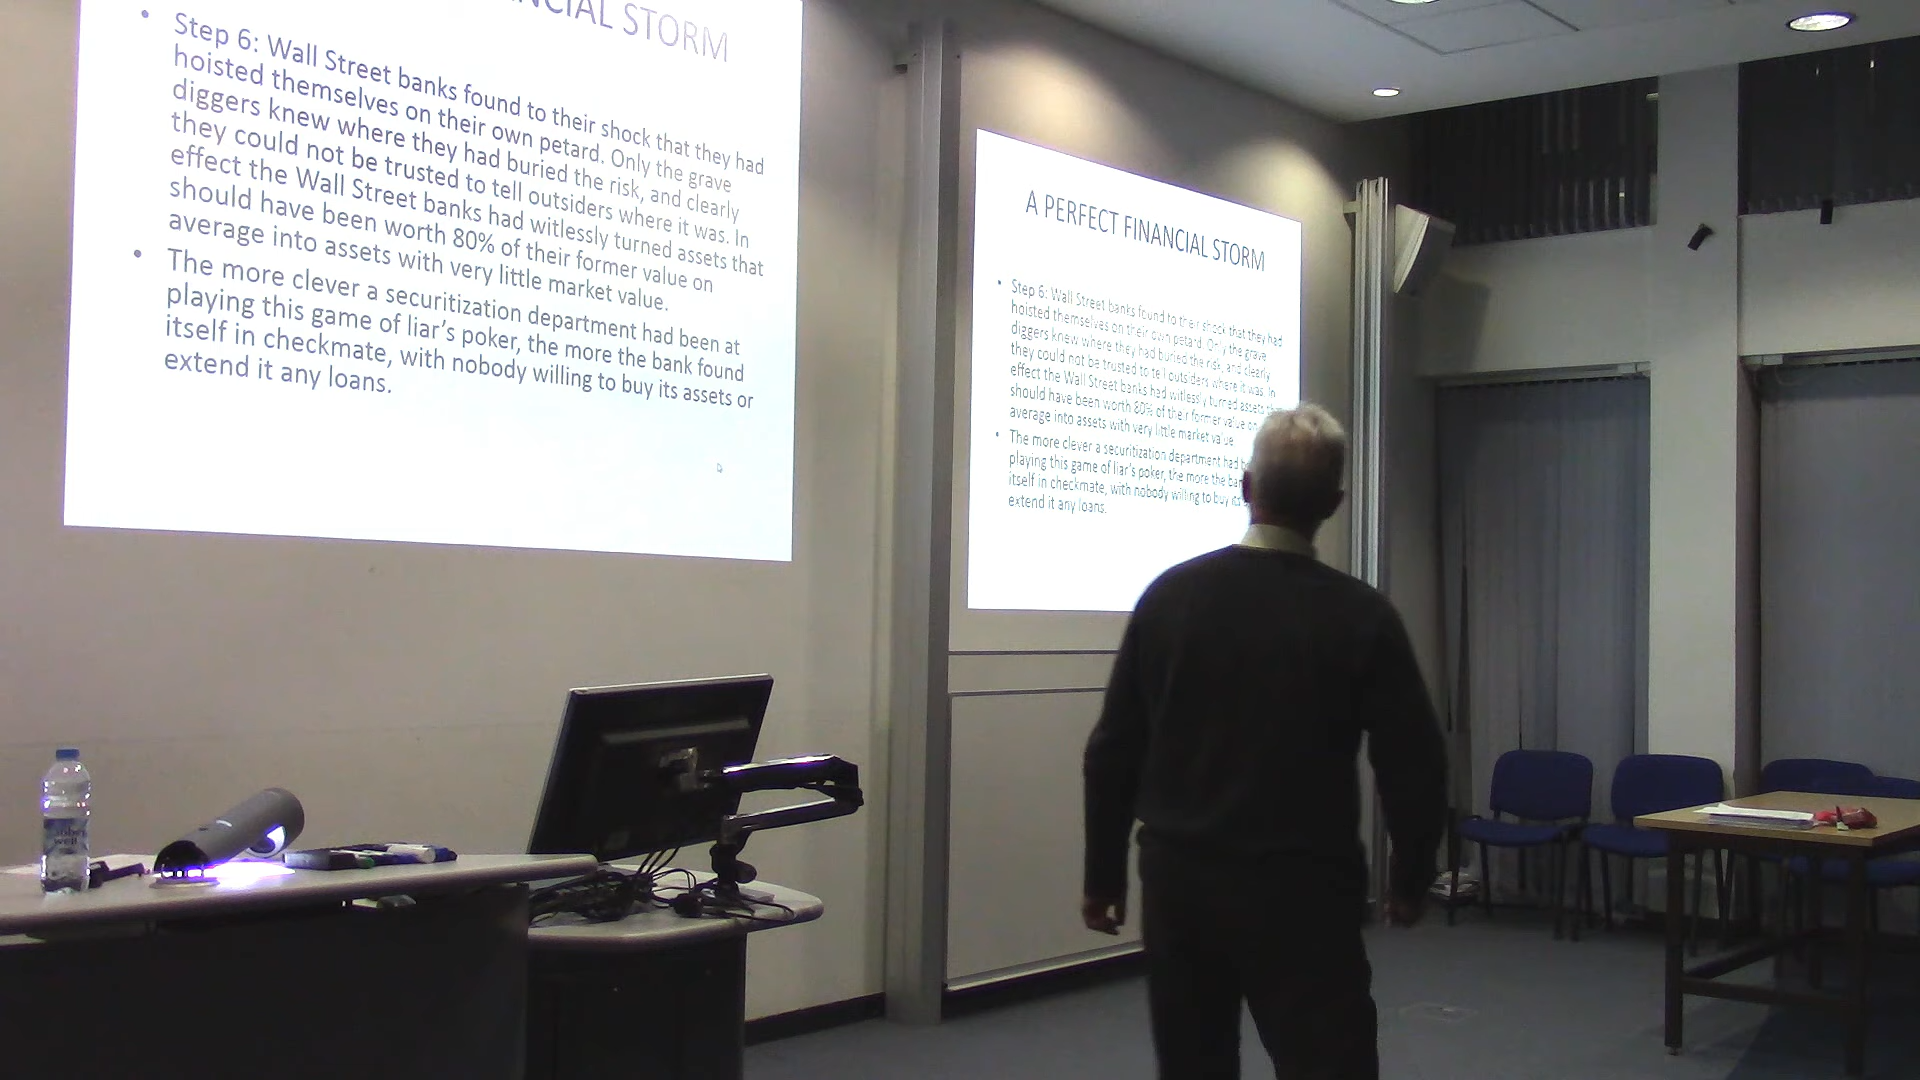 NCIAL STORM
• Step 6: Wall Street banks found to their shock that they had
hoisted themselves on their own petard. Only the grave
diggers knew where they had buried the risk, and clearly
they could not be trusted to tell outsiders where it was. In
effect the Wall Street banks had witlessly turned assets that
should have been worth 80% of their former value on
average into assets with very little market value.
• The more clever a securitization department had been at
playing this game of liar's poker, the more the bank found
itself in checkmate, with nobody willing to buy its assets or
extend it any loans.
A PERFECT FINANCIAL STORM
• Step 6: Wall Street banks found to their shock that they had
hoisted themselves on their own petard. Only the grave
diggers knew where they had buried the risk, and clearly
they could not be trusted to tell outsiders where it was. In
effect the Wall Street banks had witlessly turned assets
should have been worth 80% of their former value on
average into assets with very little market value
• The more clever a securitization department had
playing this game of liar's poker, the more the ban
itself in checkmate, with nobody willing to buy its
extend it any loans.